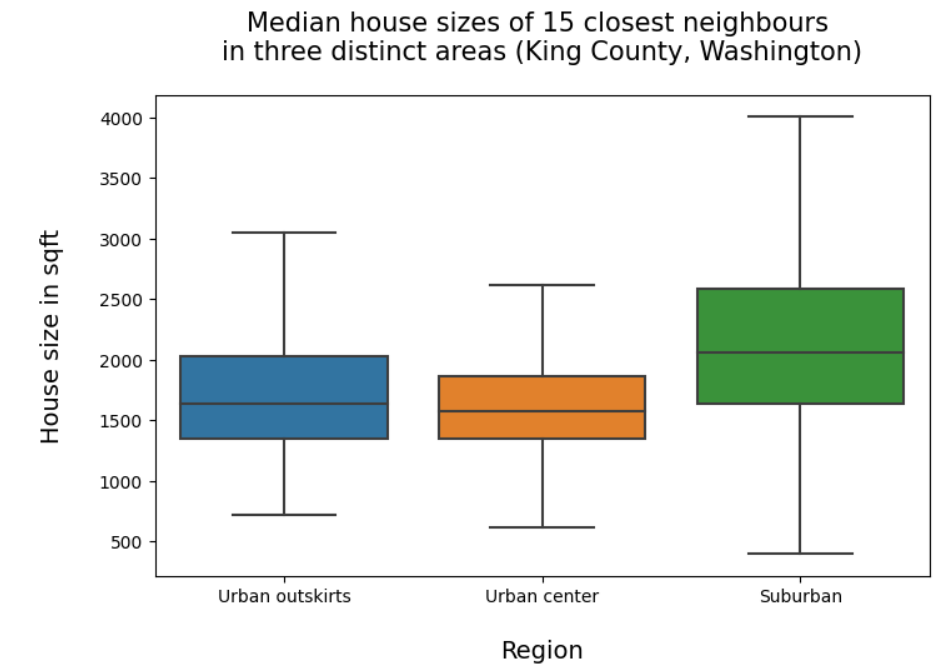 Median house sizes of 15 closest neighbours
in three distinct areas (King County, Washington)
House size in sqft
4000
3500
3000
2500
2000
1500
1000
500
Urban outskirts
Urban center
Suburban
Region